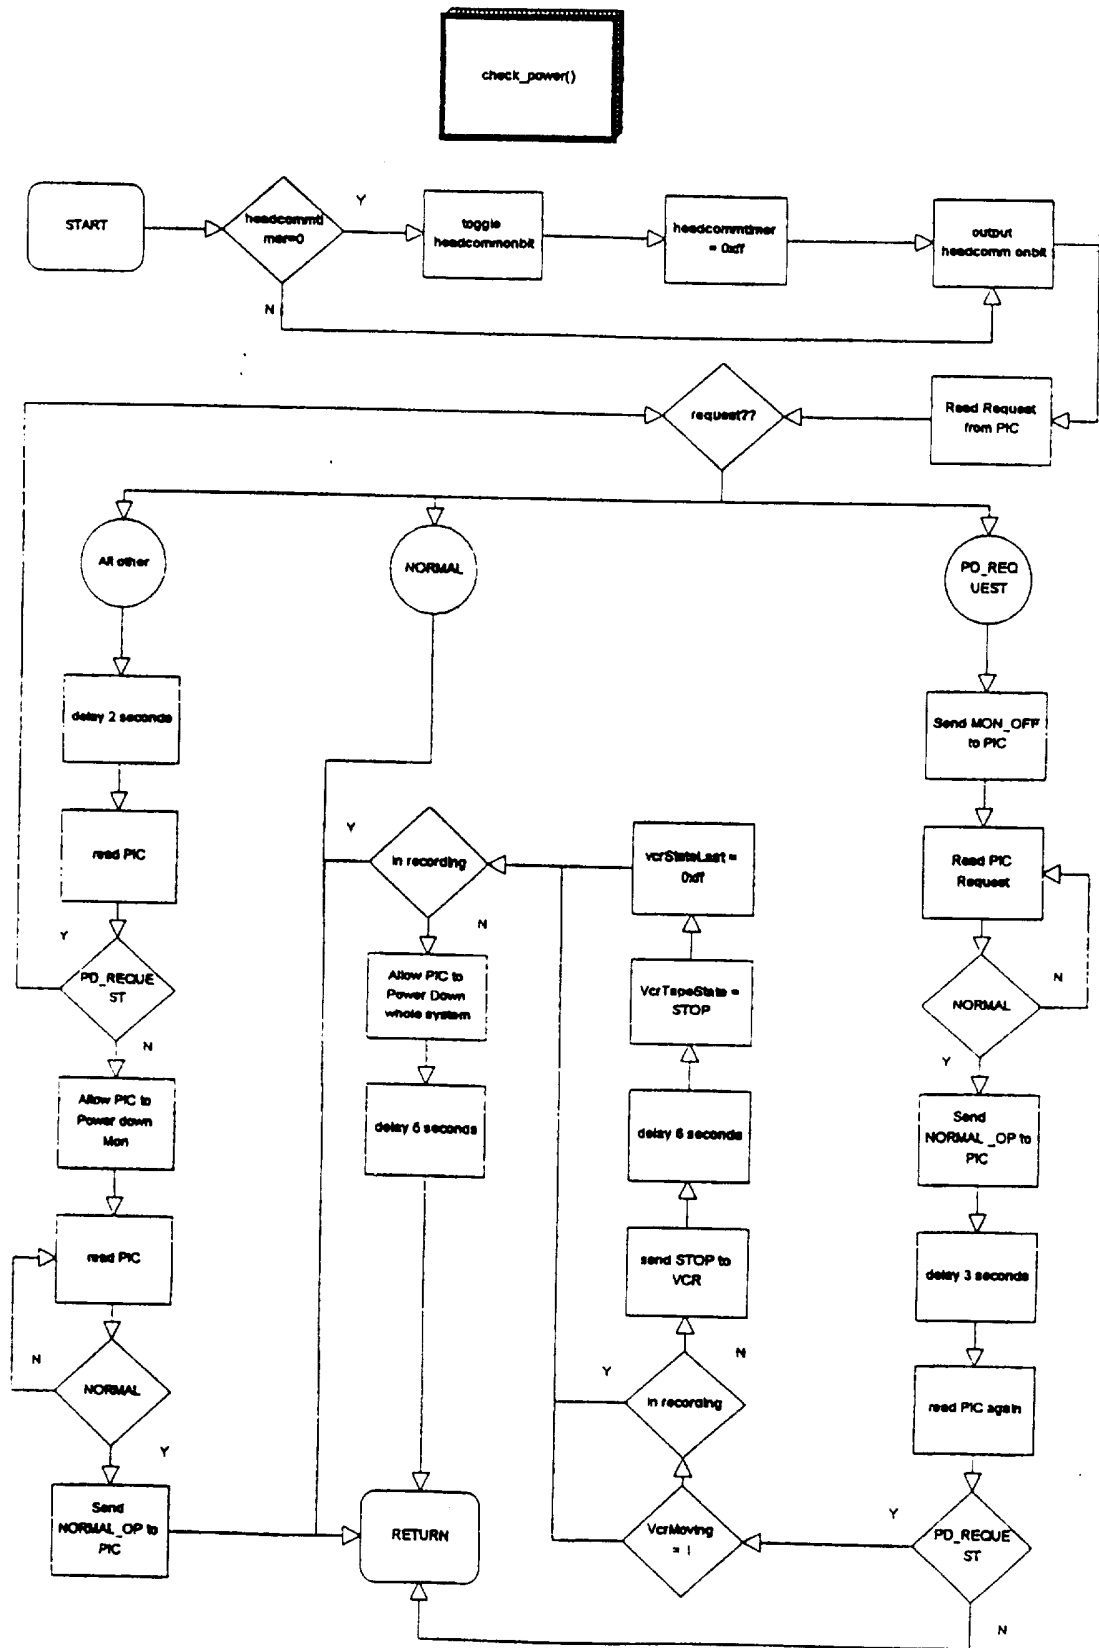 check_power()
START
headcommti
mer=0
Y
toggle
headcommonbit
headcommtimer
= 0xff
output
headcomm onbit
N
request??
Read Request
from PIC
All other
NORMAL
PD_REQ
UEST
delay 2 seconds
Send MON_OFF
to PIC
read PIC
Y
in recording
vcrStateLast =
0xff
Read PIC
Request
N
Y
PD_REQUE
ST
N
Allow PIC to
Power Down
whole system
VcrTapeState =
STOP
NORMAL
N
Y
Allow PIC to
Power down
Mon
delay 5 seconds
delay 6 seconds
Send
NORMAL_OP to
PIC
read PIC
send STOP to
VCR
delay 3 seconds
N
NORMAL
Y
Y
in recording
N
read PIC again
Send
NORMAL_OP to
PIC
RETURN
VcrMoving
= 1
Y
PD_REQUE
ST
N